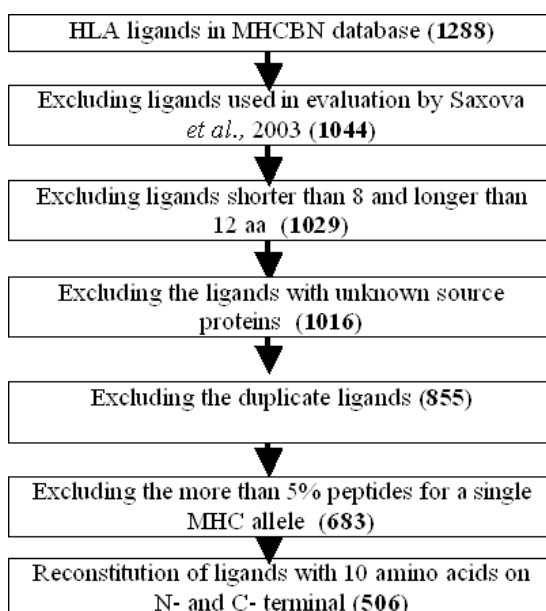 HLA ligands in MHCBN database (1288)
Excluding ligands used in evaluation by Saxova
et al., 2003 (1044)
Excluding ligands shorter than 8 and longer than
12 aa (1029)
Excluding the ligands with unknown source
proteins (1016)
Excluding the duplicate ligands (855)
Excluding the more than 5% peptides for a single
MHC allele (683)
Reconstitution of ligands with 10 amino acids on
N- and C- terminal (506)